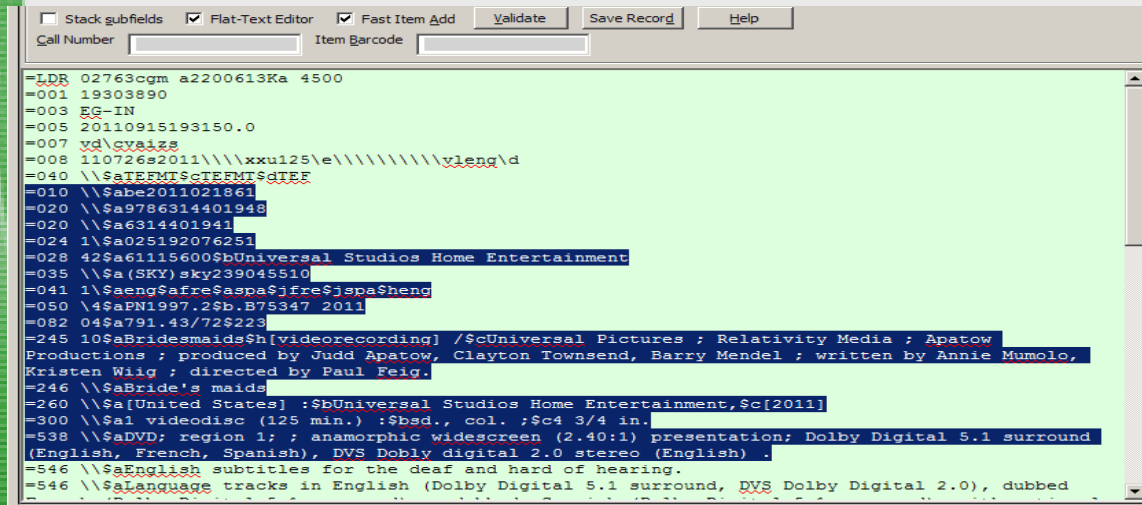 Stack subfields Flat-Text Editor Fast Item Add Validate Save Record Help
Call Number Item Barcode
=LDR 02763cgm a2200613Ka 4500
=001 19303890
=003 EG-IN
=005 20110915193150.0
=007 vd\cvaizs
=008 110726s2011\\\\xxu125\e\\\\\\\\\\vleng\d
=040 \\$aTEFMT$cTEFMT$dTEF
=010 \\$abe2011021861
=020 \\$a9786314401948
=020 \\$a6314401941
=024 1\$a025192076251
=028 42$a61115600$bUniversal Studios Home Entertainment
=035 \\$a(SKY)sky239045510
=041 1\$aeng$afre$aspa$jfre$jspa$heng
=050 \4$aPN1997.2$b.B75347 2011
=082 04$a791.43/72$223
=245 10$aBridesmaids$h[videorecording] /$cUniversal Pictures ; Relativity Media ; Apatow
Productions ; produced by Judd Apatow, Clayton Townsend, Barry Mendel ; written by Annie Mumolo,
Kristen Wiig ; directed by Paul Feig.
=246 \\$aBride's maids
=260 \\$a[United States] :$bUniversal Studios Home Entertainment,$c[2011]
=300 \\$a1 videodisc (125 min.) :$bsd., col. ;$c4 3/4 in.
=538 \\$aDVD; region 1; ; anamorphic widescreen (2.40:1) presentation; Dolby Digital 5.1 surround
(English, French, Spanish), DVS Dobly digital 2.0 stereo (English) .
=546 \\$aEnglish subtitles for the deaf and hard of hearing.
=546 \\$aLanguage tracks in English (Dolby Digital 5.1 surround, DVS Dolby Digital 2.0), dubbed